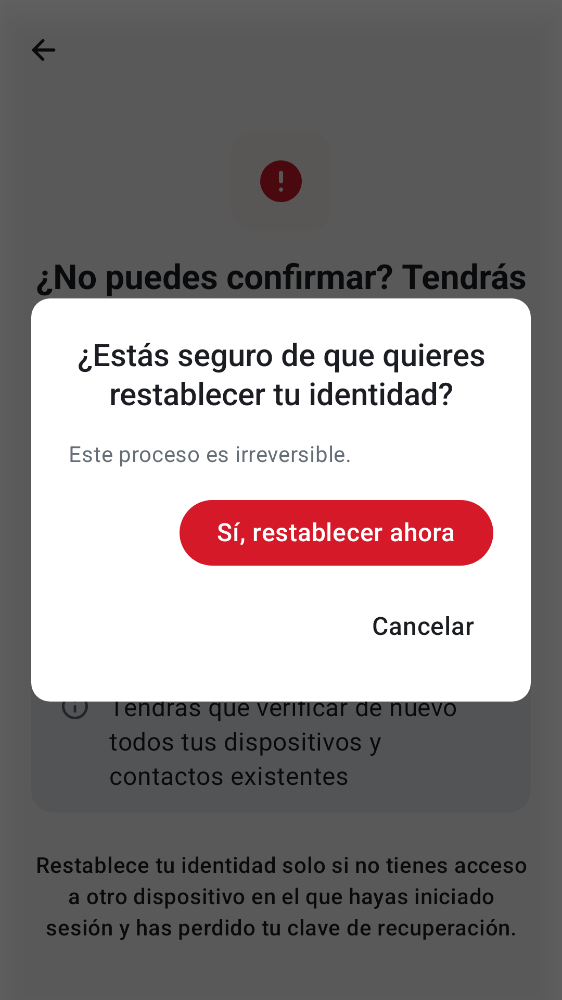 ¿No puedes confirmar? Tendrás
¿Estás seguro de que quieres
restablecer tu identidad?
Este proceso es irreversible.
Sí, restablecer ahora
Cancelar
Tendrás que verificar de nuevo
todos tus dispositivos y
contactos existentes
Restablece tu identidad solo si no tienes acceso
a otro dispositivo en el que hayas iniciado
sesión y has perdido tu clave de recuperación.